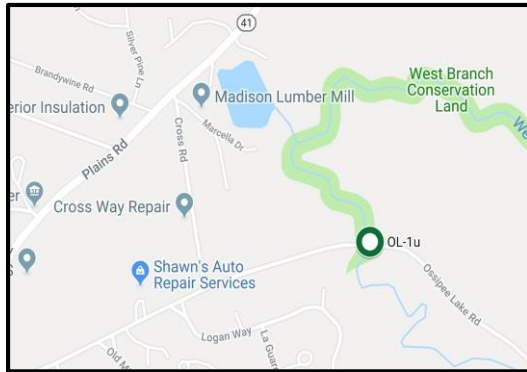 41
Silver Pine Ln
Brandywine Rd
erior Insulation
Madison Lumber Mill
West Branch
Conservation
Land
Marcella Dr
Cross Rd
Plains Rd
We
er
Cross Way Repair
OL-1u
Shawn's Auto
Repair Services
S
Ossipee Lake Rd
Logan Way
La Guar
Old M